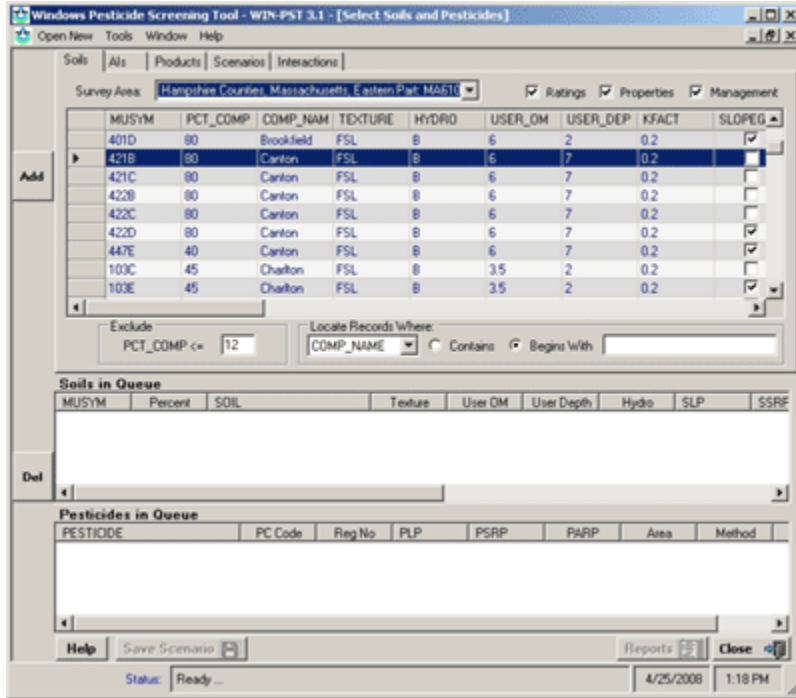 Windows Pesticide Screening Tool - WIN-PST 3.1 - [Select Soils and Pesticides]
Open New Tools Window Help
Soils AIs Products Scenarios Interactions
Survey Area: Hampshire Counties, Massachusetts, Eastern Part: MA610 Ratings Properties Management
MUSYM PCT_COMP COMP_NAM TEXTURE HYDRO USER_OM USER_DEP KFACT SLOPEG
401D 80 Brookfield FSL B 6 2 0.2
421B 80 Canton FSL B 6 7 0.2
Add
421C 80 Canton FSL B 6 7 0.2
422B 80 Canton FSL B 6 7 0.2
422C 80 Canton FSL B 6 7 0.2
422D 80 Canton FSL B 6 7 0.2
447E 40 Canton FSL B 6 7 0.2
103C 45 Charlton FSL B 3.5 2 0.2
103E 45 Charlton FSL B 3.5 2 0.2
Exclude Locate Records Where:
PCT_COMP <= 12 COMP_NAME Contains Begins With
Soils in Queue
MUSYM Percent SOIL Texture User OM User Depth Hydro SLP SSRP
Del
Pesticides in Queue
PESTICIDE PC Code Reg No PLP PSRP PARP Area Method
Help Save Scenario Reports Close
Status: Ready ... 4/25/2008 1:18 PM